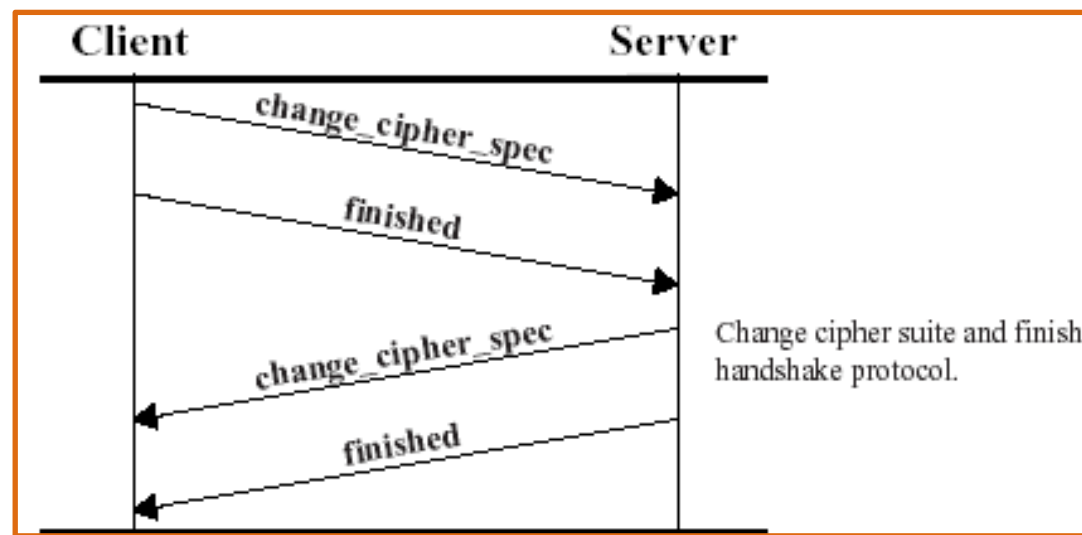 Client
Server
change_cipher_spec
finished
change_cipher_spec
finished
Change cipher suite and finish
handshake protocol.